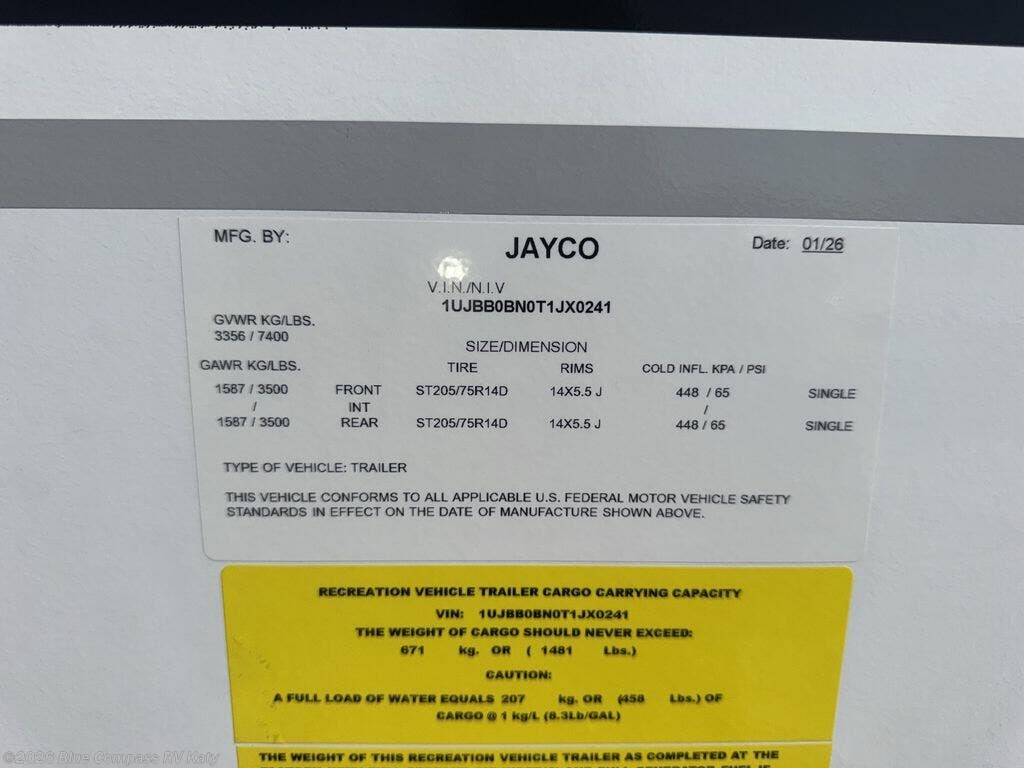 MFG. BY: JAYCO Date: 01/26
V.I.N./N.I.V
1UJBB0BN0T1JX0241
GVWR KG/LBS.
3356 / 7400
SIZE/DIMENSION
GAWR KG/LBS. TIRE RIMS COLD INFL. KPA / PSI
1587 / 3500 FRONT ST205/75R14D 14X5.5 J 448 / 65 SINGLE
/ INT /
1587 / 3500 REAR ST205/75R14D 14X5.5 J 448 / 65 SINGLE
TYPE OF VEHICLE: TRAILER
THIS VEHICLE CONFORMS TO ALL APPLICABLE U.S. FEDERAL MOTOR VEHICLE SAFETY
STANDARDS IN EFFECT ON THE DATE OF MANUFACTURE SHOWN ABOVE.
RECREATION VEHICLE TRAILER CARGO CARRYING CAPACITY
VIN: 1UJBB0BN0T1JX0241
THE WEIGHT OF CARGO SHOULD NEVER EXCEED:
671 kg. OR ( 1481 Lbs.)
CAUTION:
A FULL LOAD OF WATER EQUALS 207 kg. OR (458 Lbs.) OF
CARGO @ 1 kg/L (8.3Lb/GAL)
THE WEIGHT OF THIS RECREATION VEHICLE TRAILER AS COMPLETED AT THE
©2026 Blue Compass RV Katy